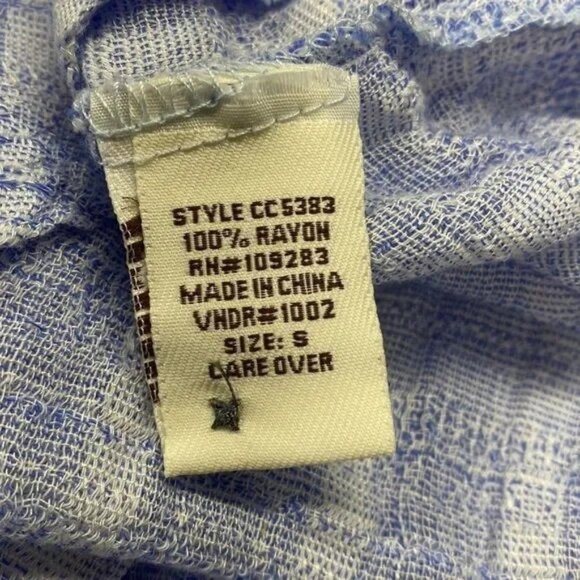 STYLE CC5383
100% RAYON
RN#109283
MADE IN CHINA
VNDR#1002
SIZE: S
CARE OVER